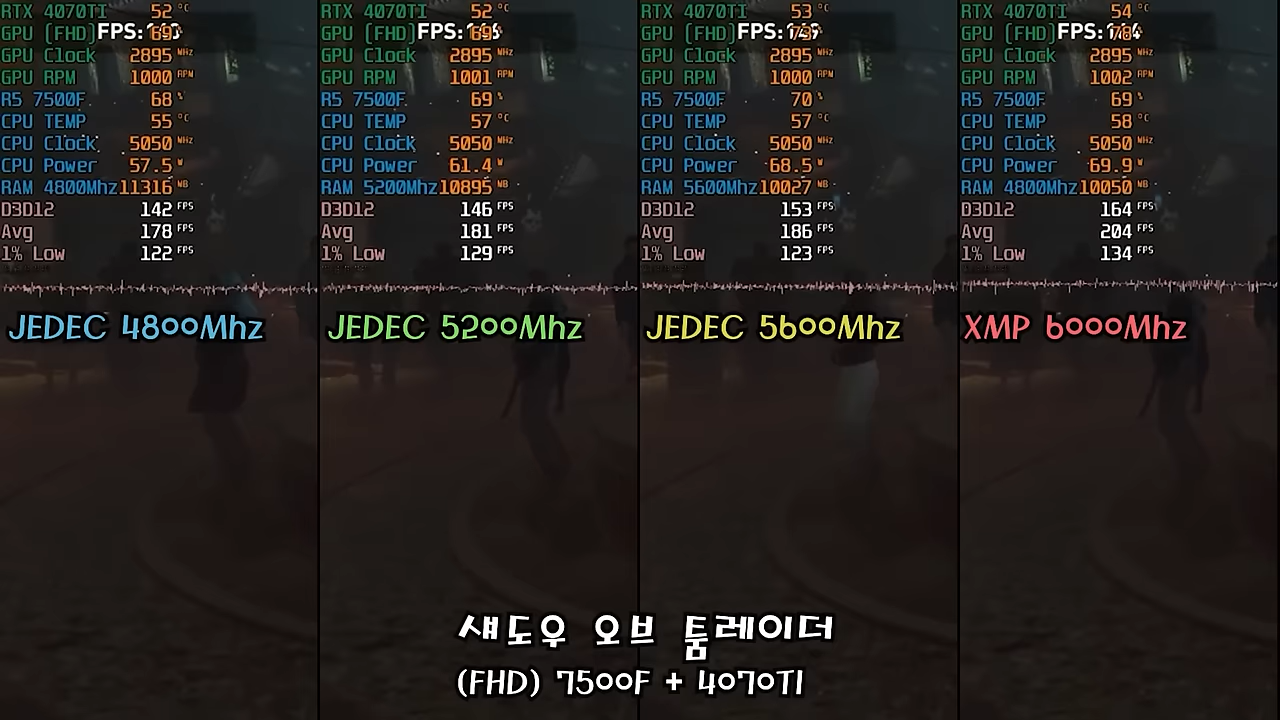 RTX 4070TI 52 °C
GPU (FHD) 69
GPU Clock 2895 MHz
GPU RPM 1000 RPM
R5 7500F 68 %
CPU TEMP 55 °C
CPU Clock 5050 MHz
CPU Power 57.5 W
RAM 4800Mhz 11316 MB
D3D12 142 FPS
Avg 178 FPS
1% Low 122 FPS
JEDEC 4800Mhz
RTX 4070TI 52 °C
GPU (FHD) 69
GPU Clock 2895 MHz
GPU RPM 1001 RPM
R5 7500F 69 %
CPU TEMP 57 °C
CPU Clock 5050 MHz
CPU Power 61.4 W
RAM 5200Mhz 10895 MB
D3D12 146 FPS
Avg 181 FPS
1% Low 129 FPS
JEDEC 5200Mhz
RTX 4070TI 53 °C
GPU (FHD)
GPU Clock 2895 MHz
GPU RPM 1000 RPM
R5 7500F 70 %
CPU TEMP 57 °C
CPU Clock 5050 MHz
CPU Power 68.5 W
RAM 5600Mhz 10027 MB
D3D12 153 FPS
Avg 186 FPS
1% Low 123 FPS
JEDEC 5600Mhz
RTX 4070TI 54 °C
GPU (FHD)
GPU Clock 2895 MHz
GPU RPM 1002 RPM
R5 7500F 69 %
CPU TEMP 58 °C
CPU Clock 5050 MHz
CPU Power 69.9 W
RAM 4800Mhz 10050 MB
D3D12 164 FPS
Avg 204 FPS
1% Low 134 FPS
XMP 6000Mhz
섀도우 오브 툼레이더
(FHD) 7500F + 4070TI